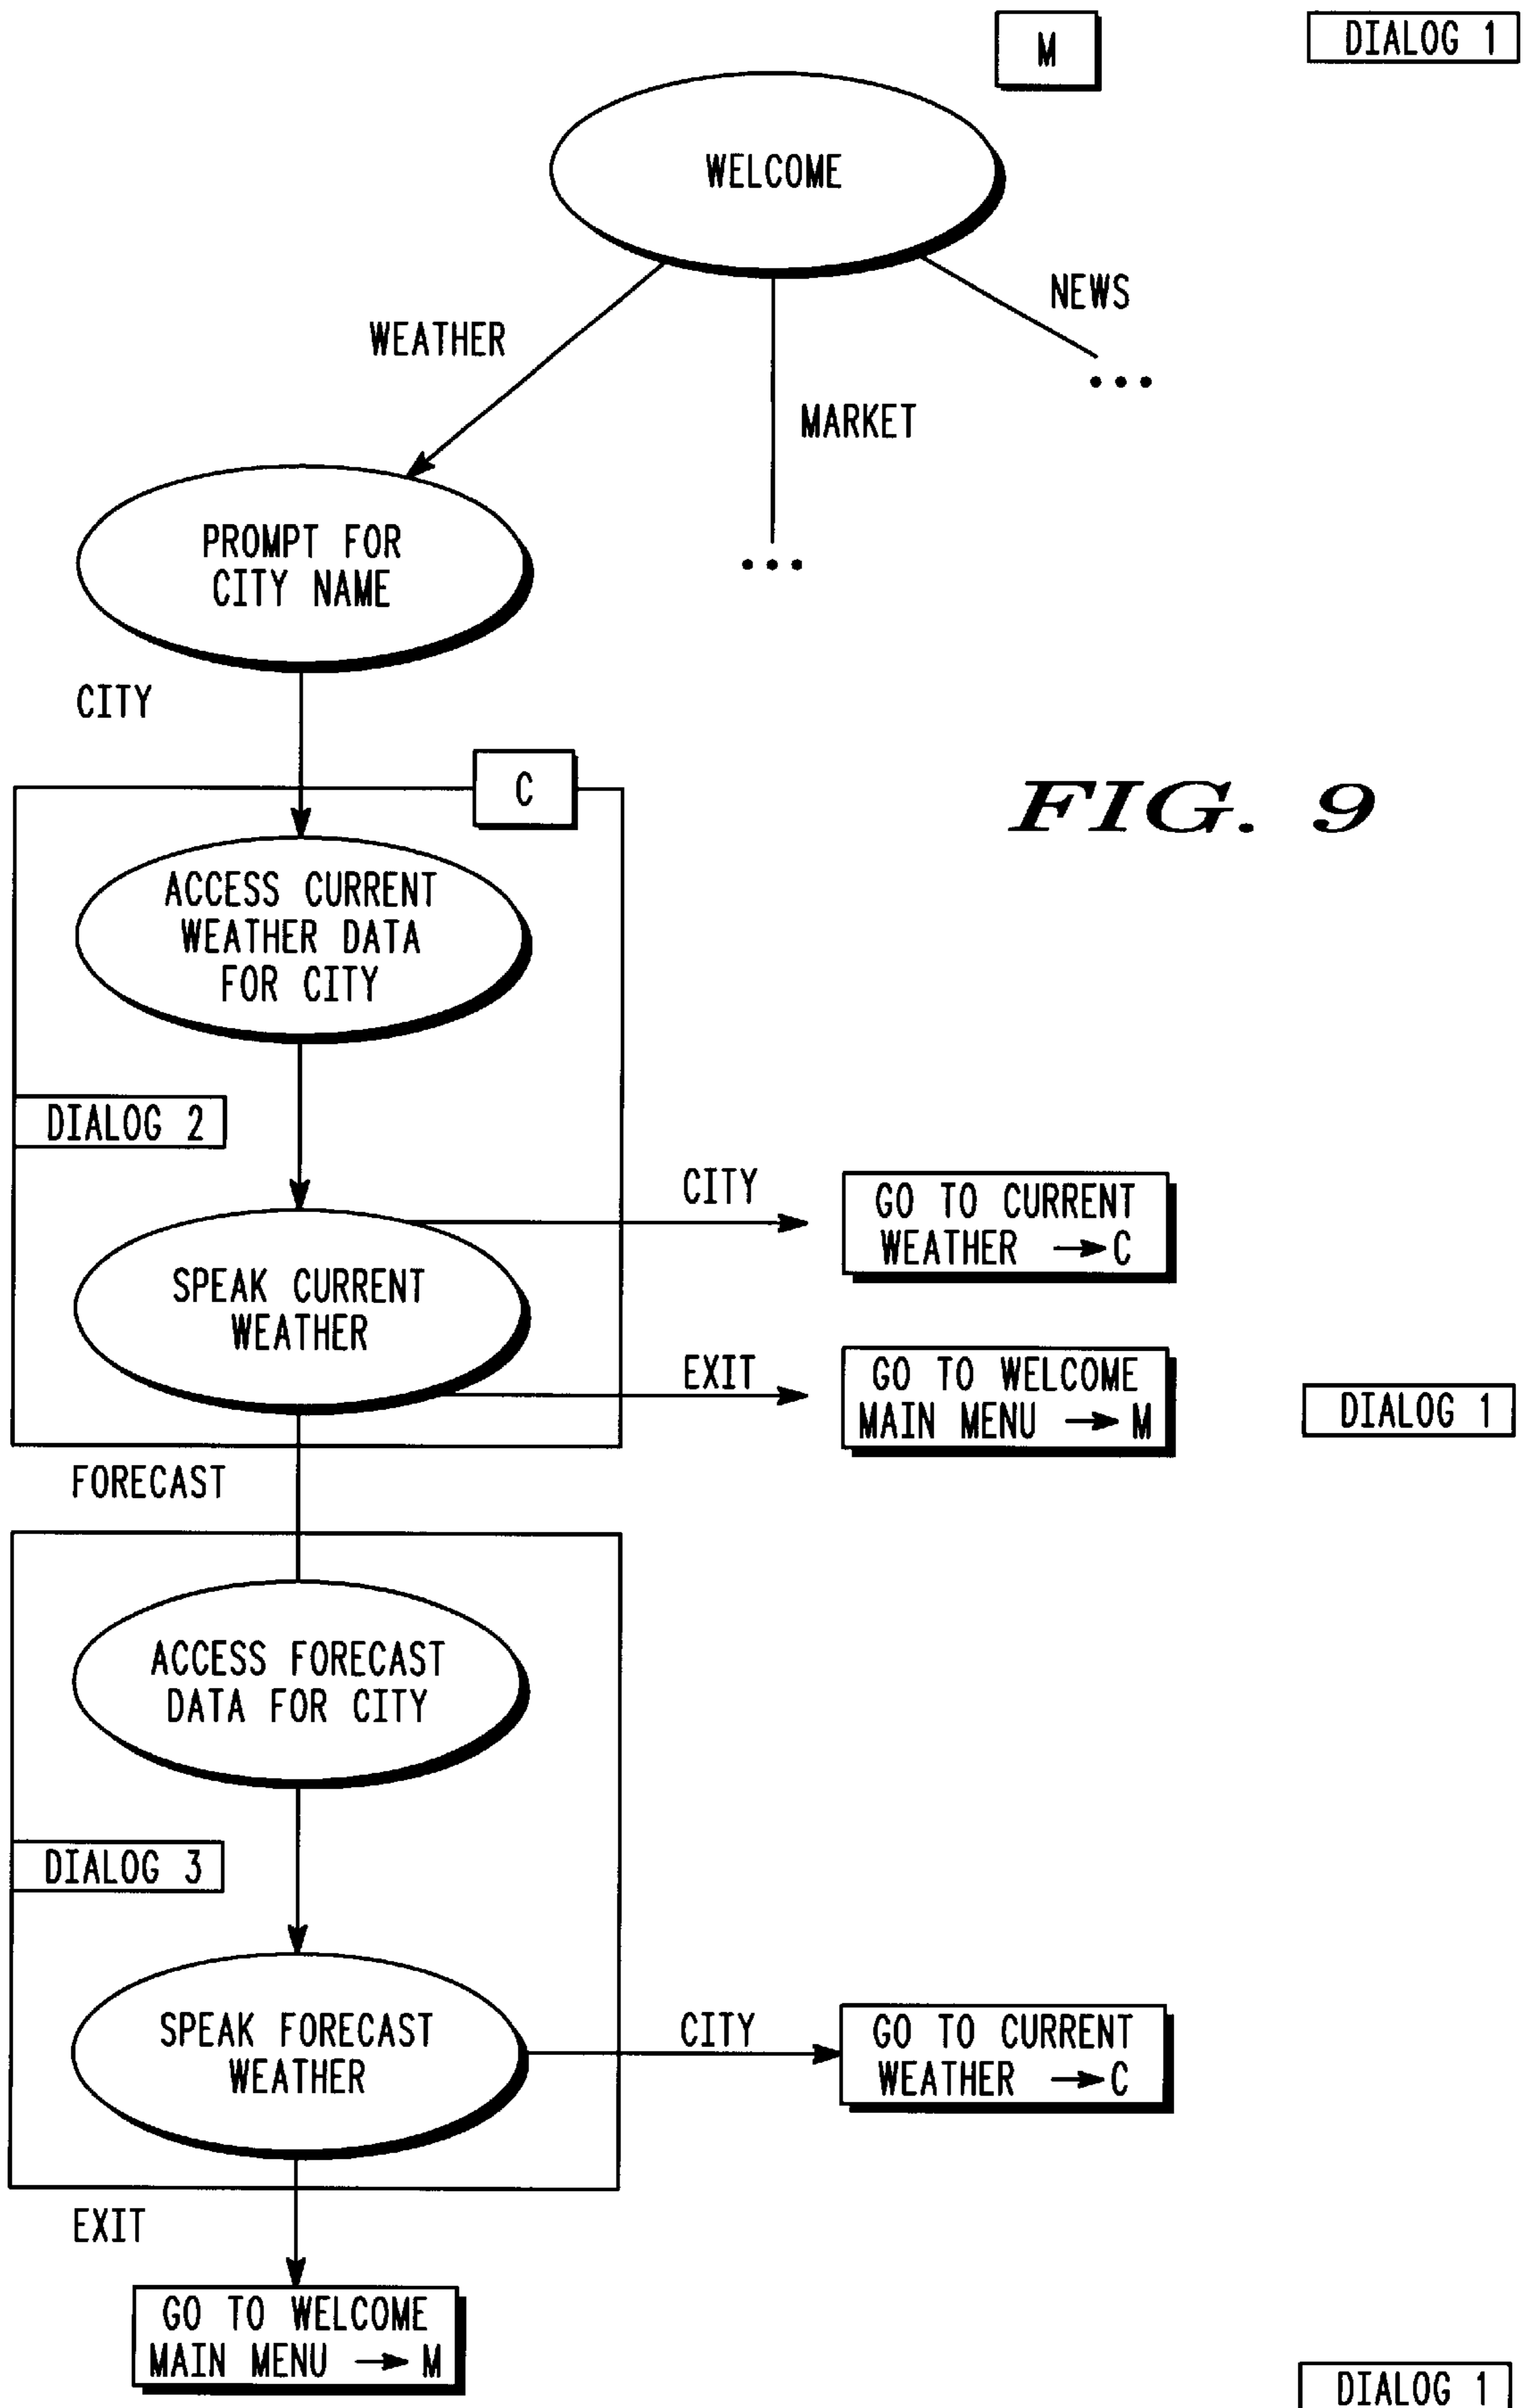 M
DIALOG 1
WELCOME
NEWS
WEATHER
MARKET
...
...
PROMPT FOR
CITY NAME
CITY
C
FIG. 9
ACCESS CURRENT
WEATHER DATA
FOR CITY
DIALOG 2
CITY
GO TO CURRENT
WEATHER → C
SPEAK CURRENT
WEATHER
EXIT
GO TO WELCOME
MAIN MENU → M
DIALOG 1
FORECAST
ACCESS FORECAST
DATA FOR CITY
DIALOG 3
SPEAK FORECAST
WEATHER
CITY
GO TO CURRENT
WEATHER → C
EXIT
GO TO WELCOME
MAIN MENU → M
DIALOG 1